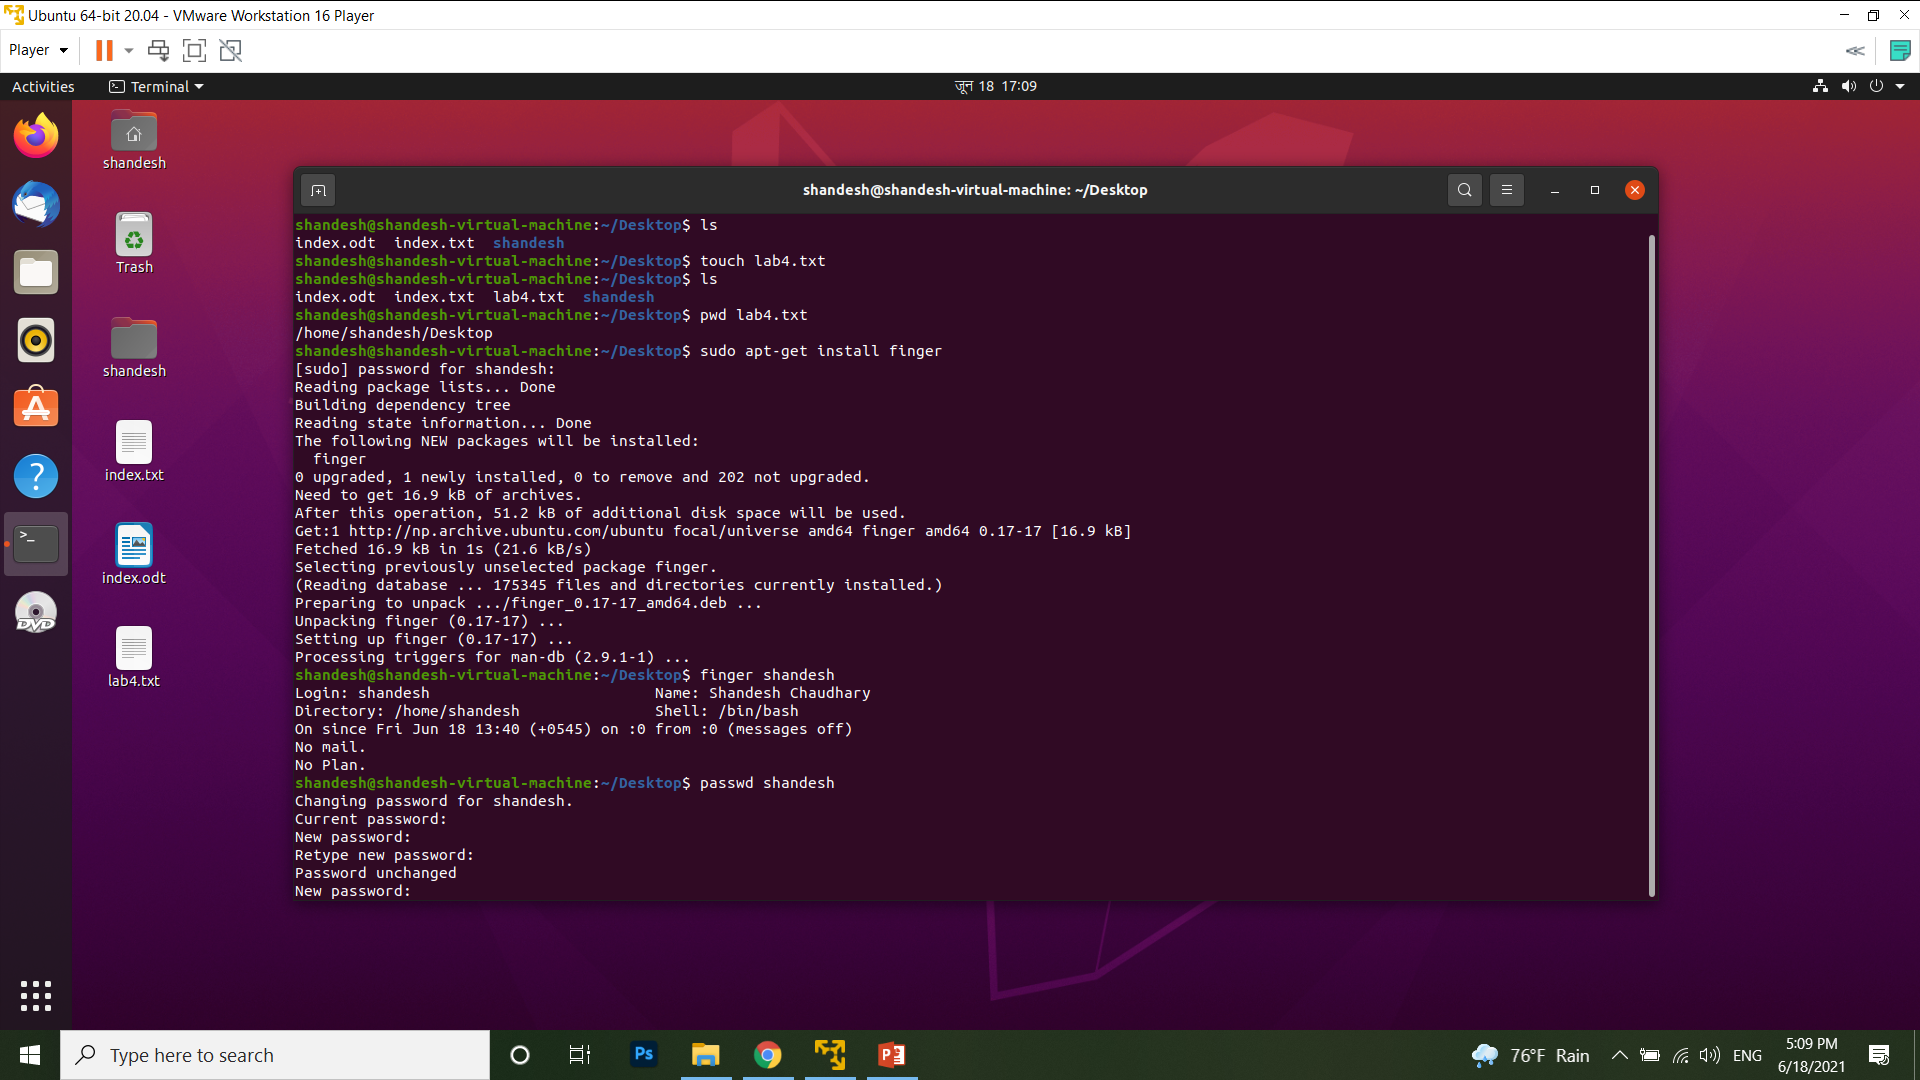 Ubuntu 64-bit 20.04 - VMware Workstation 16 Player
Player
Activities
Terminal
जून 18 17:09
shandesh
Trash
shandesh
index.txt
index.odt
lab4.txt
DVD
shandesh@shandesh-virtual-machine: ~/Desktop
shandesh@shandesh-virtual-machine:~/Desktop$ ls
index.odt  index.txt  shandesh
shandesh@shandesh-virtual-machine:~/Desktop$ touch lab4.txt
shandesh@shandesh-virtual-machine:~/Desktop$ ls
index.odt  index.txt  lab4.txt  shandesh
shandesh@shandesh-virtual-machine:~/Desktop$ pwd lab4.txt
/home/shandesh/Desktop
shandesh@shandesh-virtual-machine:~/Desktop$ sudo apt-get install finger
[sudo] password for shandesh:
Reading package lists... Done
Building dependency tree
Reading state information... Done
The following NEW packages will be installed:
  finger
0 upgraded, 1 newly installed, 0 to remove and 202 not upgraded.
Need to get 16.9 kB of archives.
After this operation, 51.2 kB of additional disk space will be used.
Get:1 http://np.archive.ubuntu.com/ubuntu focal/universe amd64 finger amd64 0.17-17 [16.9 kB]
Fetched 16.9 kB in 1s (21.6 kB/s)
Selecting previously unselected package finger.
(Reading database ... 175345 files and directories currently installed.)
Preparing to unpack .../finger_0.17-17_amd64.deb ...
Unpacking finger (0.17-17) ...
Setting up finger (0.17-17) ...
Processing triggers for man-db (2.9.1-1) ...
shandesh@shandesh-virtual-machine:~/Desktop$ finger shandesh
Login: shandesh                         Name: Shandesh Chaudhary
Directory: /home/shandesh               Shell: /bin/bash
On since Fri Jun 18 13:40 (+0545) on :0 from :0 (messages off)
No mail.
No Plan.
shandesh@shandesh-virtual-machine:~/Desktop$ passwd shandesh
Changing password for shandesh.
Current password:
New password:
Retype new password:
Password unchanged
New password:
Type here to search
Ps
76°F Rain
ENG
5:09 PM
6/18/2021